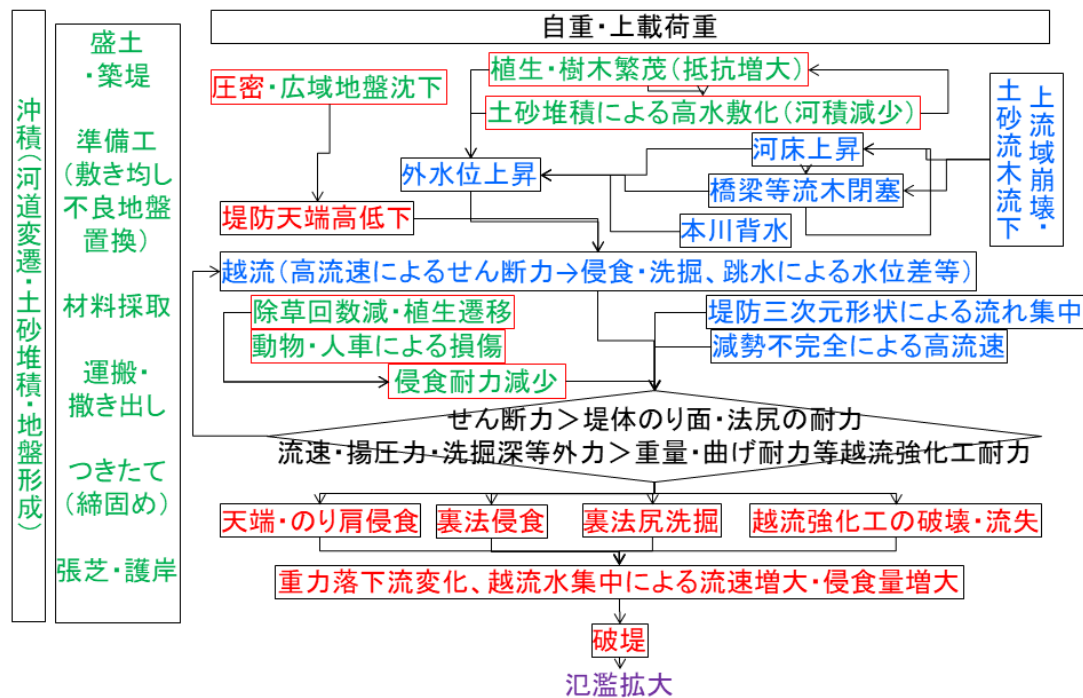 沖積（河道変遷・土砂堆積・地盤形成）
盛土
・築堤
準備工
（敷き均し
不良地盤
置換）
材料採取
運搬・
撒き出し
つきたて
（締固め）
張芝・護岸
自重・上載荷重
圧密・広域地盤沈下
植生・樹木繁茂（抵抗増大）
土砂堆積による高水敷化（河積減少）
上流域崩壊・
土砂流木流下
河床上昇
外水位上昇
橋梁等流木閉塞
堤防天端高低下
本川背水
越流（高流速によるせん断力→侵食・洗掘、跳水による水位差等）
除草回数減・植生遷移
動物・人車による損傷
侵食耐力減少
堤防三次元形状による流れ集中
減勢不完全による高流速
せん断力＞堤体のり面・法尻の耐力
流速・揚圧力・洗掘深等外力＞重量・曲げ耐力等越流強化工耐力
天端・のり肩侵食
裏法侵食
裏法尻洗掘
越流強化工の破壊・流失
重力落下流変化、越流水集中による流速増大・侵食量増大
破堤
氾濫拡大